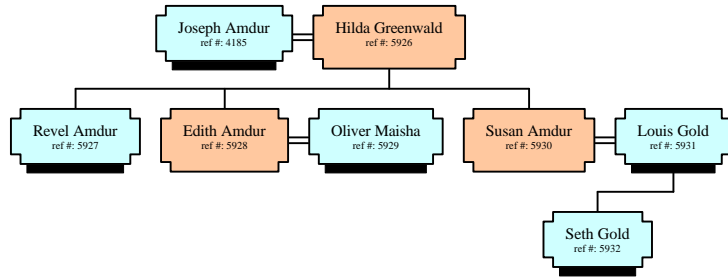 Joseph Amdur
ref #: 4185
Hilda Greenwald
ref #: 5926
Revel Amdur
ref #: 5927
Edith Amdur
ref #: 5928
Oliver Maisha
ref #: 5929
Susan Amdur
ref #: 5930
Louis Gold
ref #: 5931
Seth Gold
ref #: 5932